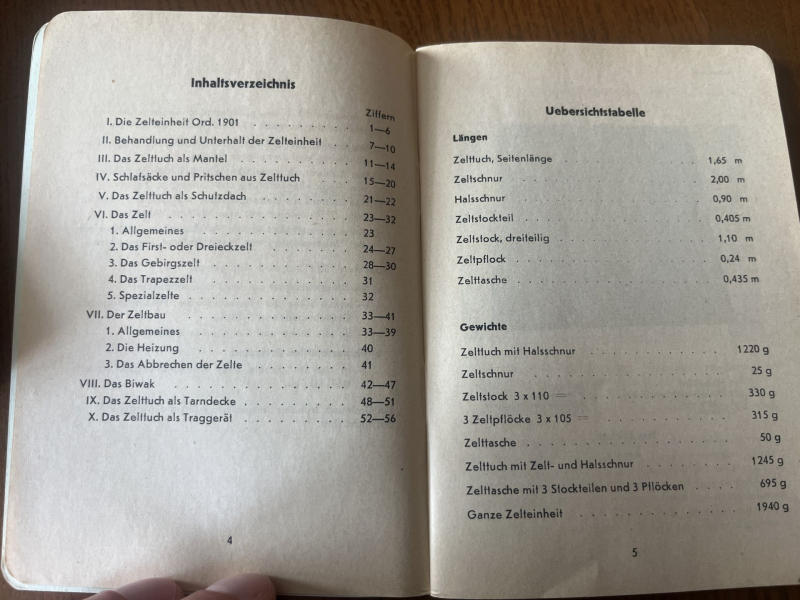 Inhaltsverzeichnis
Ziffern
I. Die Zelteinheit Ord. 1901 . . . . . . . . 1—6
II. Behandlung und Unterhalt der Zelteinheit . 7—10
III. Das Zelttuch als Mantel . . . . . . . . . 11—14
IV. Schlafsäcke und Pritschen aus Zelttuch . . . 15—20
V. Das Zelttuch als Schutzdach . . . . . . . . 21—22
VI. Das Zelt . . . . . . . . . . . . . . 23—32
1. Allgemeines . . . . . . . . . . . . 23
2. Das First- oder Dreieckzelt . . . . . . . 24—27
3. Das Gebirgszelt . . . . . . . . . . . 28—30
4. Das Trapezzelt . . . . . . . . . . . 31
5. Spezialzelte . . . . . . . . . . . . 32
VII. Der Zeltbau . . . . . . . . . . . . . 33—41
1. Allgemeines . . . . . . . . . . . . 33—39
2. Die Heizung . . . . . . . . . . . . 40
3. Das Abbrechen der Zelte . . . . . . . . 41
VIII. Das Biwak . . . . . . . . . . . . . 42—47
IX. Das Zelttuch als Tarndecke . . . . . . . . 48—51
X. Das Zelttuch als Traggerät . . . . . . . . 52—56
4
Uebersichtstabelle
Längen
Zelttuch, Seitenlänge . . . . . . . . . 1,65 m
Zeltschnur . . . . . . . . . . . . . 2,00 m
Halsschnur . . . . . . . . . . . . . 0,90 m
Zeltstockteil . . . . . . . . . . . . 0,405 m
Zeltstock, dreiteilig . . . . . . . . . . 1,10 m
Zeltpflock . . . . . . . . . . . . . 0,24 m
Zelttasche . . . . . . . . . . . . . 0,435 m
Gewichte
Zelttuch mit Halsschnur . . . . . . . . . 1220 g
Zeltschnur . . . . . . . . . . . . . 25 g
Zeltstock 3 x 110 = . . . . . . . . . . 330 g
3 Zeltpflöcke 3 x 105 = . . . . . . . . . 315 g
Zelttasche . . . . . . . . . . . . . 50 g
Zelttuch mit Zelt- und Halsschnur . . . . . . 1245 g
Zelttasche mit 3 Stockteilen und 3 Pflöcken . . . . 695 g
Ganze Zelteinheit . . . . . . . . . . . 1940 g
5